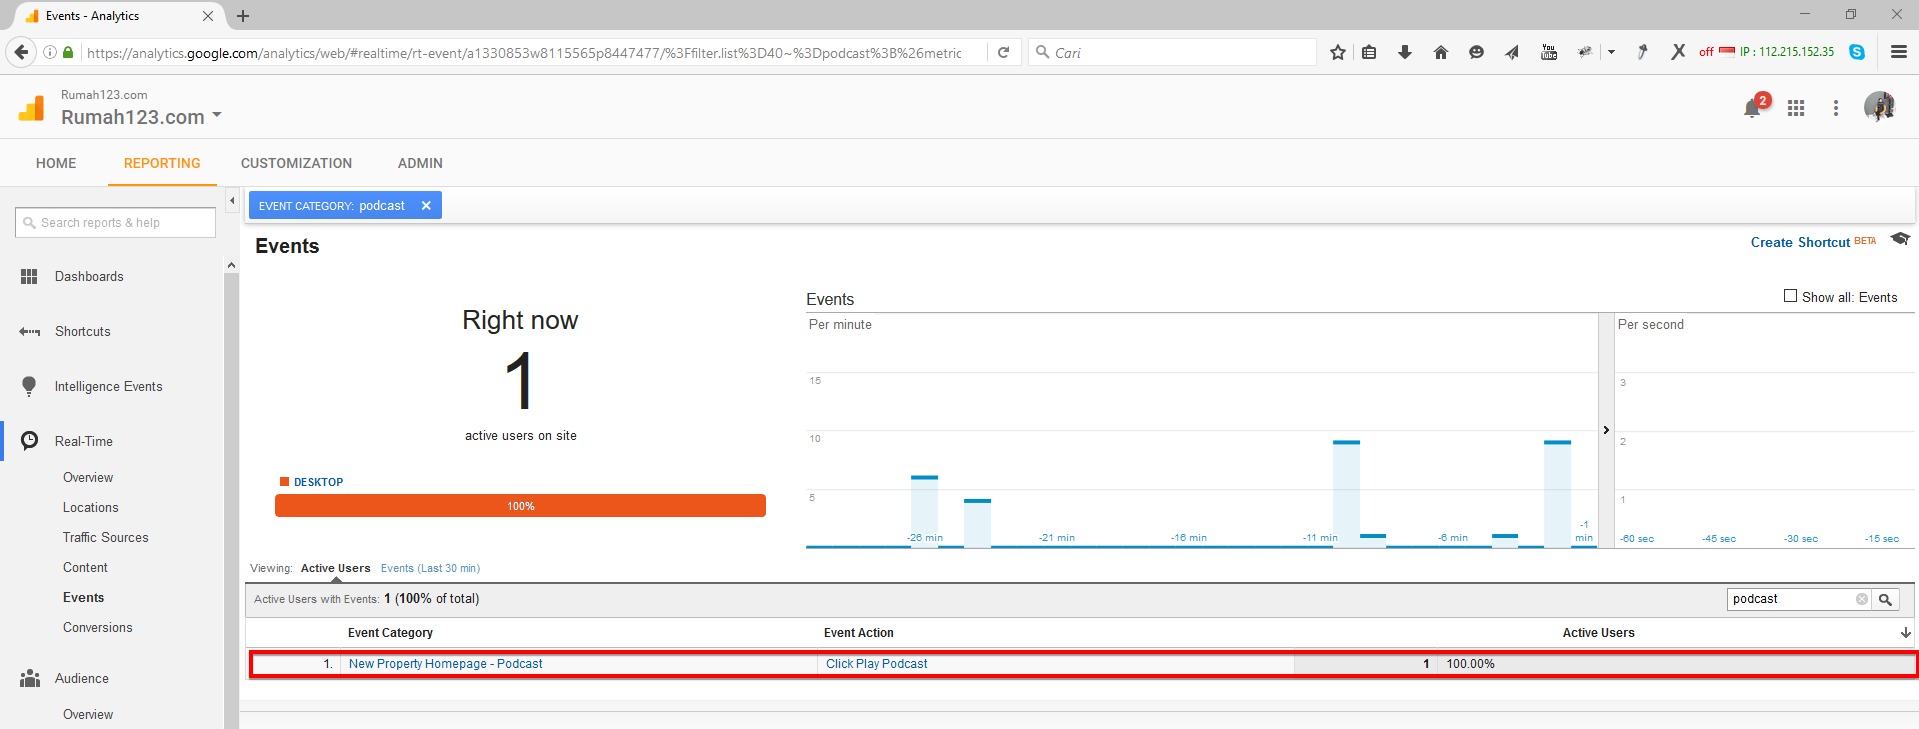 Events - Analytics
https://analytics.google.com/analytics/web/#realtime/rt-event/a1330853w8115565p8447477/%3Ffilter.list%3D40~%3Dpodcast%3B%26metric
Cari
You Tube
off IP : 112.215.152.35
Rumah123.com
Rumah123.com
2
HOME REPORTING CUSTOMIZATION ADMIN
Search reports & help
Dashboards
Shortcuts
Intelligence Events
Real-Time
Overview
Locations
Traffic Sources
Content
Events
Conversions
Audience
Overview
EVENT CATEGORY: podcast
Events
Create Shortcut BETA
Right now
1
active users on site
DESKTOP
100%
Events
Show all: Events
Per minute
15
10
5
-26 min -21 min -16 min -11 min -6 min -1 min
Per second
3
2
1
-60 sec -45 sec -30 sec -15 sec
Viewing: Active Users Events (Last 30 min)
Active Users with Events: 1 (100% of total)
podcast
Event Category Event Action Active Users
1. New Property Homepage - Podcast Click Play Podcast 1 100.00%